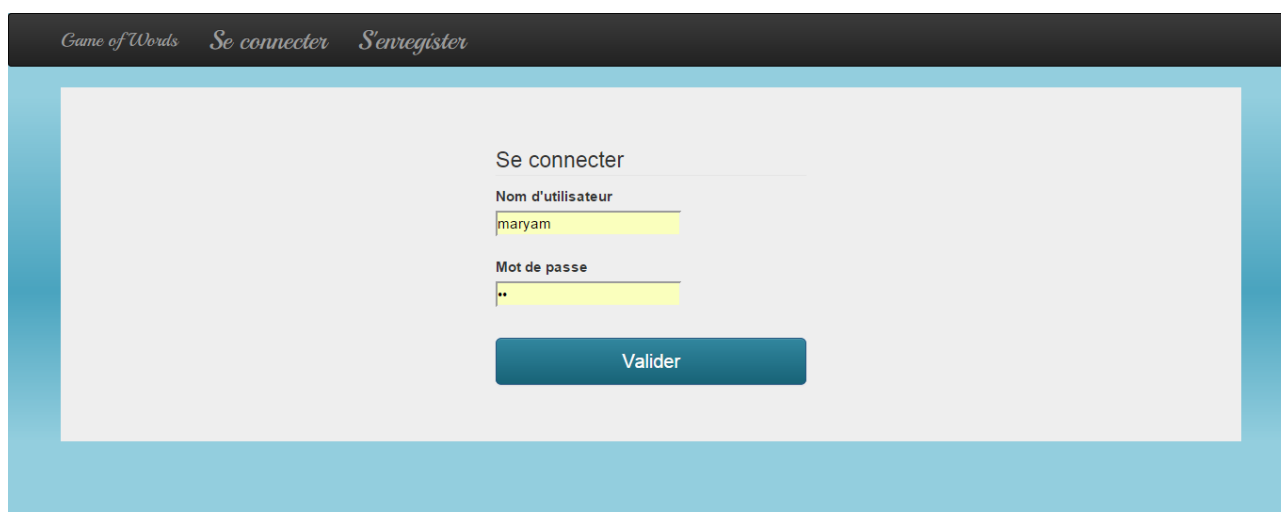 Game of Words Se connecter S'enregister
Se connecter
Nom d'utilisateur
maryam
Mot de passe
••
Valider